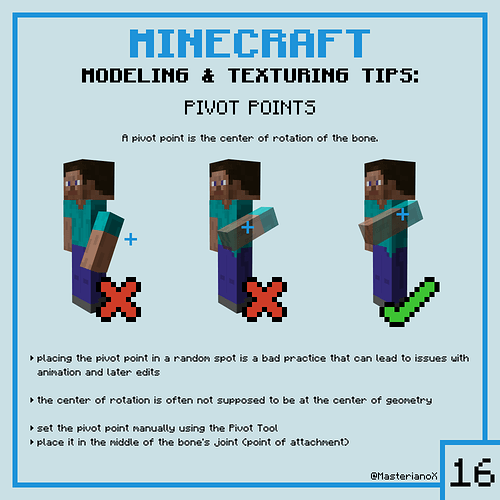 MINECRAFT
MODELING & TEXTURING TIPS:
PIVOT POINTS
A pivot point is the center of rotation of the bone.
placing the pivot point in a random spot is a bad practice that can lead to issues with
animation and later edits
the center of rotation is often not supposed to be at the center of geometry
set the pivot point manually using the Pivot Tool
place it in the middle of the bone's joint (point of attachment)
@MasterianoX
16